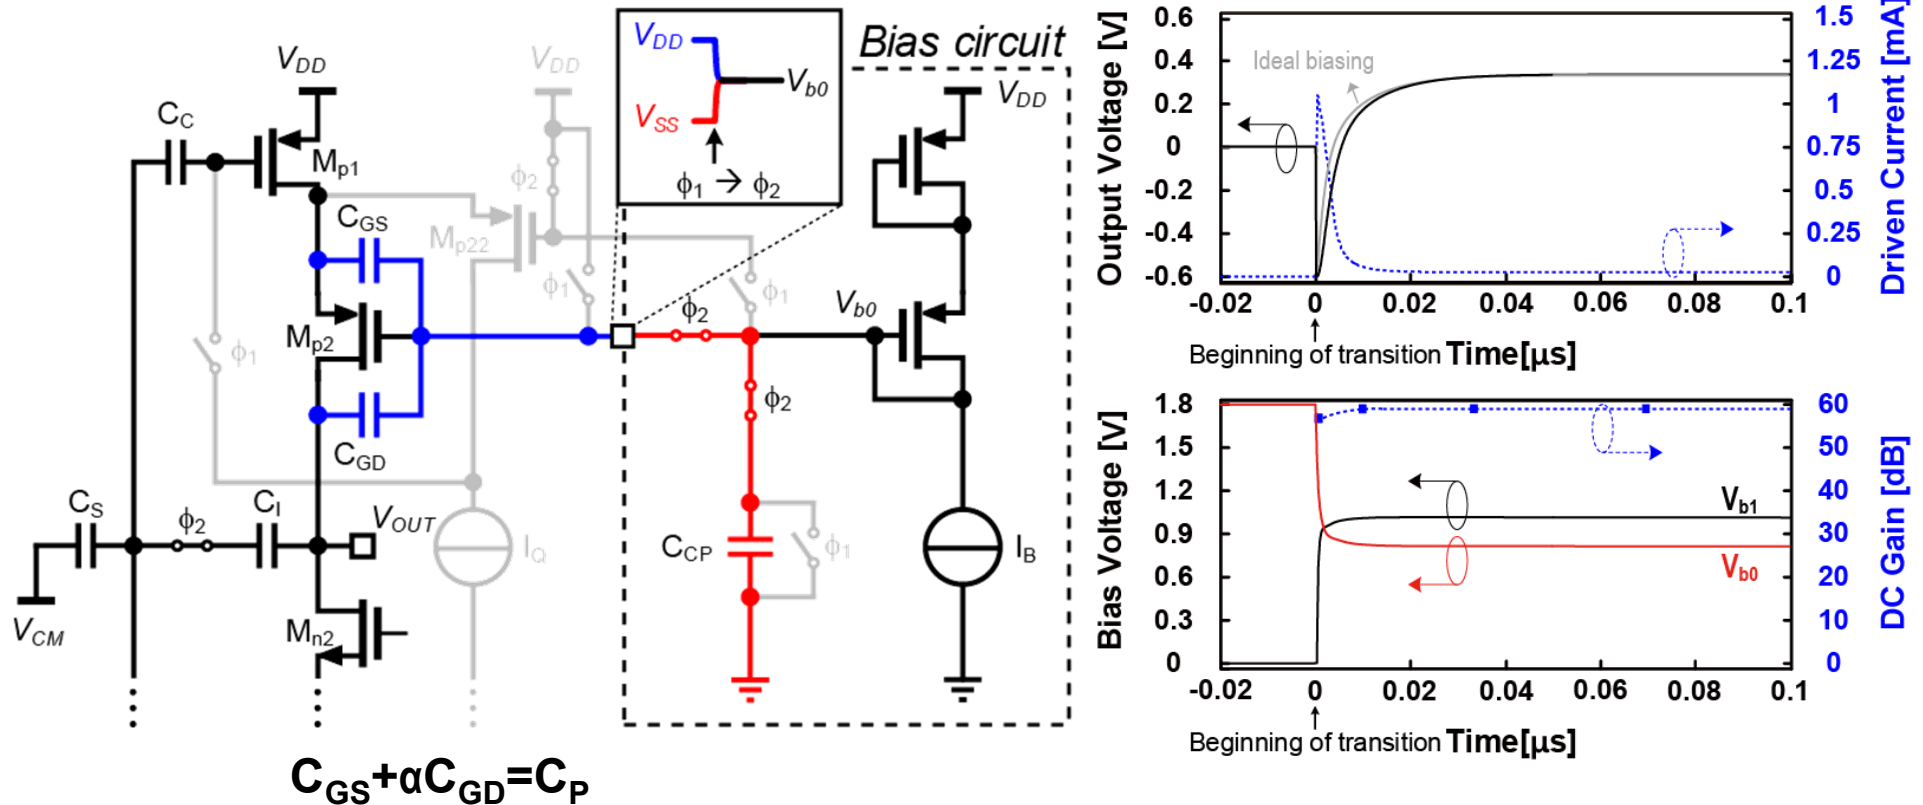 V_DD
C_C
M_p1
C_GS
M_p22
ϕ2
ϕ1
V_DD
V_DD
V_SS
V_b0
ϕ1 → ϕ2
Bias circuit
V_DD
ϕ1
M_p2
ϕ2
ϕ1
V_b0
C_GD
ϕ2
C_S
ϕ2
C_I
V_OUT
I_Q
C_CP
ϕ1
I_B
V_CM
M_n2
C_GS+αC_GD=C_P
Output Voltage [V]
0.6
0.4
0.2
0
-0.2
-0.4
-0.6
Ideal biasing
1.5
1.25
1
0.75
0.5
0.25
0
Driven Current [mA]
-0.02 0 0.02 0.04 0.06 0.08 0.1
Beginning of transition Time[μs]
Bias Voltage [V]
1.8
1.5
1.2
0.9
0.6
0.3
0
V_b1
V_b0
60
50
40
30
20
10
0
DC Gain [dB]
-0.02 0 0.02 0.04 0.06 0.08 0.1
Beginning of transition Time[μs]